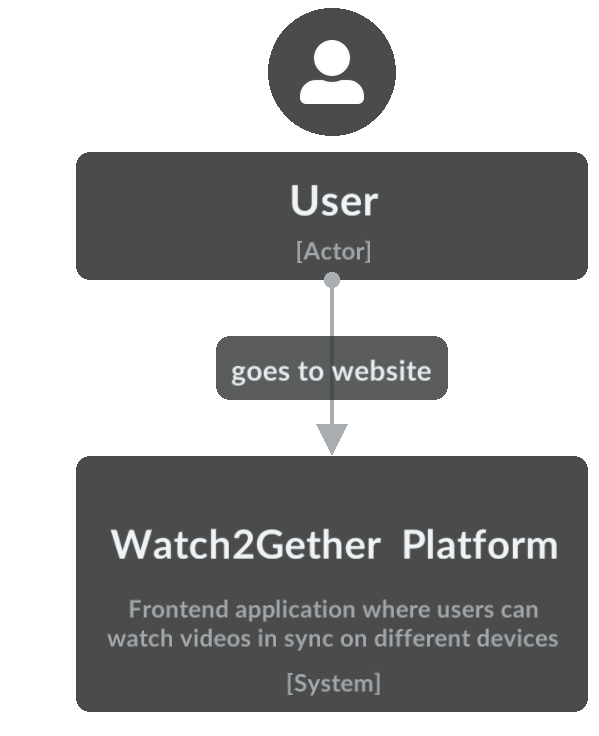 User
[Actor]
goes to website
Watch2Gether Platform
Frontend application where users can
watch videos in sync on different devices
[System]